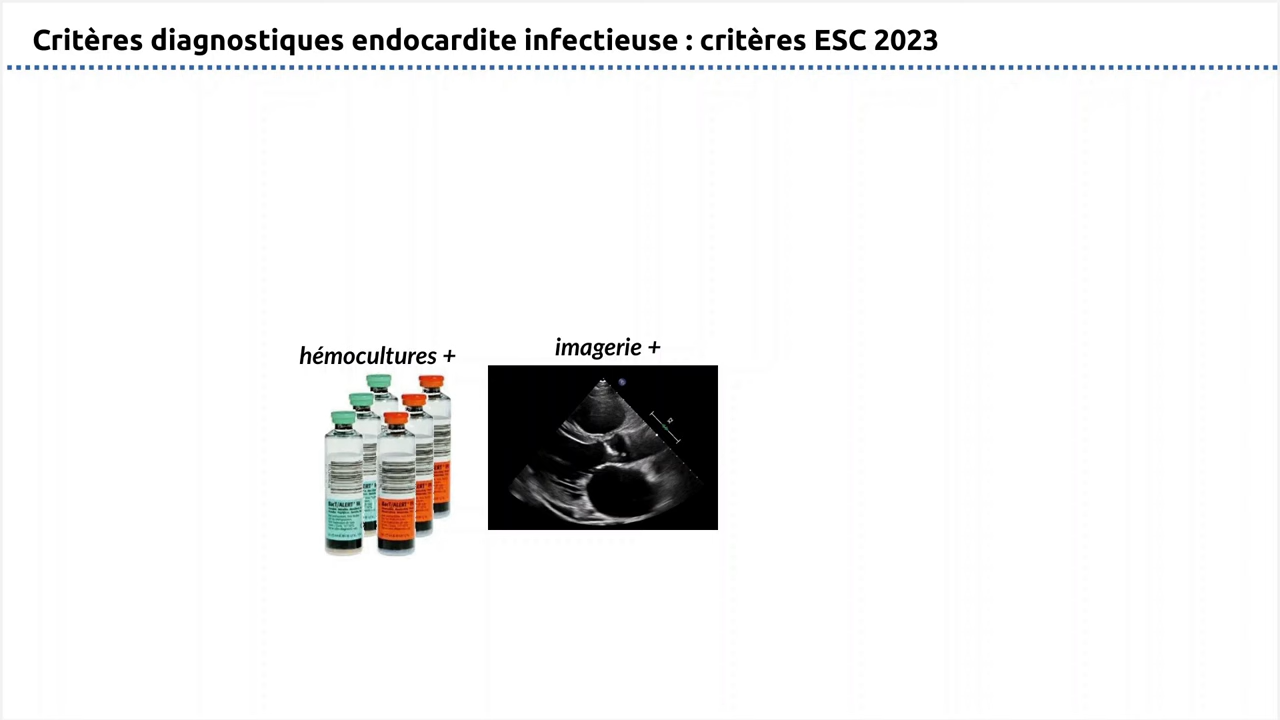 Critères diagnostiques endocardite infectieuse : critères ESC 2023
hémocultures +
imagerie +